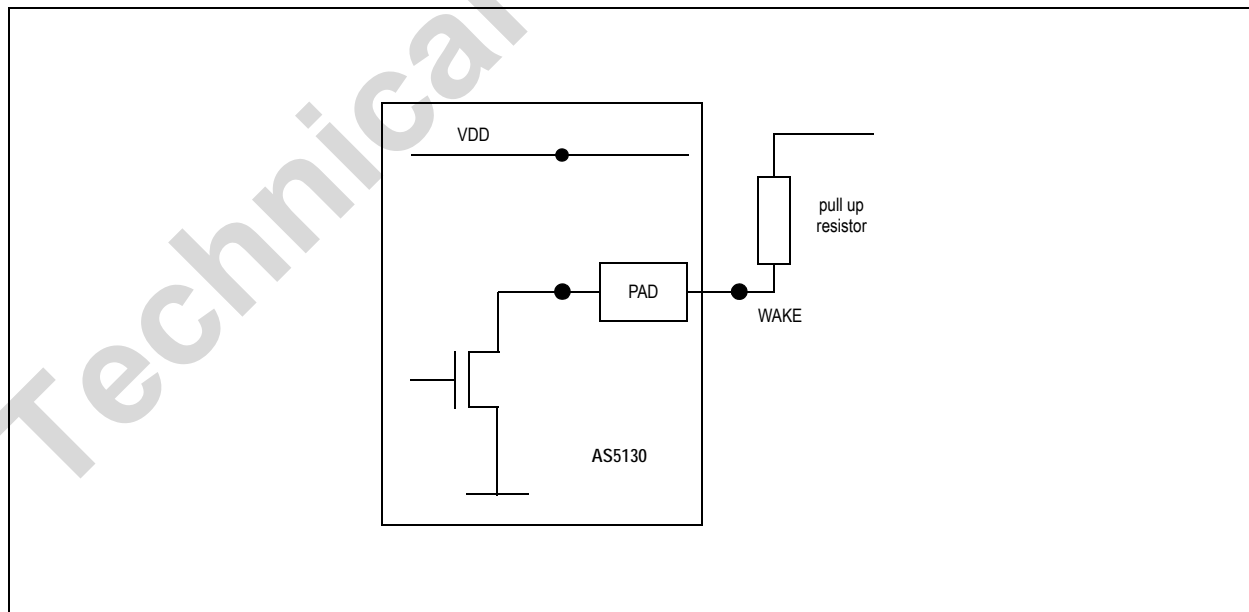 Technical
VDD
pull up
resistor
PAD
WAKE
AS5130